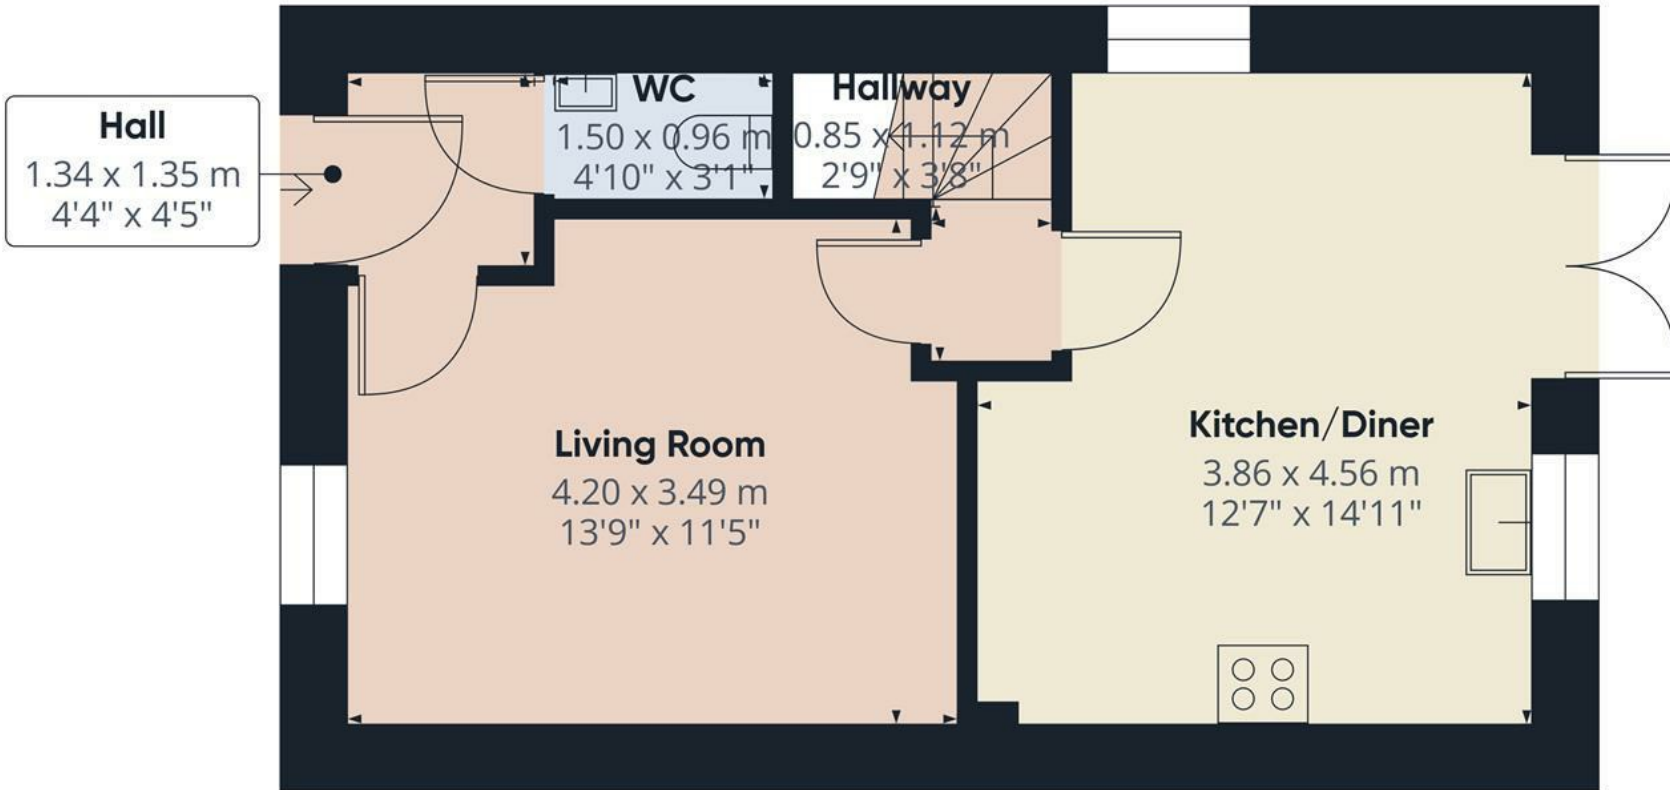 Hall
1.34 x 1.35 m
4'4" x 4'5"
WC
1.50 x 0.96 m
4'10" x 3'1"
Hallway
0.85 x 1.12 m
2'9" x 3'8"
Living Room
4.20 x 3.49 m
13'9" x 11'5"
Kitchen/Diner
3.86 x 4.56 m
12'7" x 14'11"